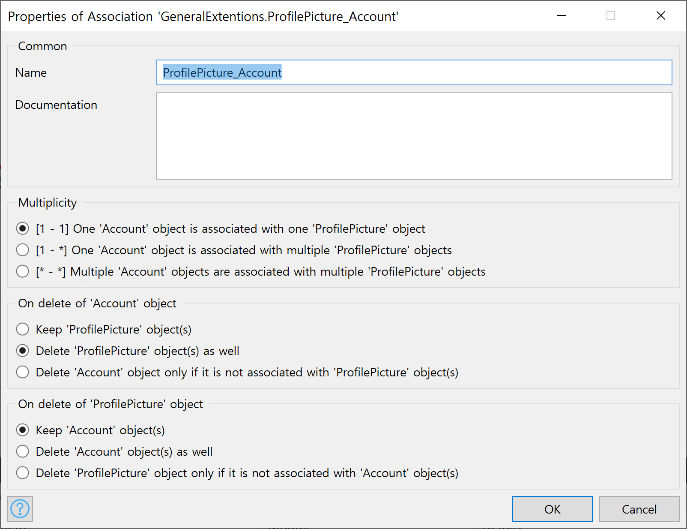 Properties of Association 'GeneralExtentions.ProfilePicture_Account'
Common
Name
ProfilePicture_Account
Documentation
Multiplicity
[1 - 1] One 'Account' object is associated with one 'ProfilePicture' object
[1 - *] One 'Account' object is associated with multiple 'ProfilePicture' objects
[* - *] Multiple 'Account' objects are associated with multiple 'ProfilePicture' objects
On delete of 'Account' object
Keep 'ProfilePicture' object(s)
Delete 'ProfilePicture' object(s) as well
Delete 'Account' object only if it is not associated with 'ProfilePicture' object(s)
On delete of 'ProfilePicture' object
Keep 'Account' object(s)
Delete 'Account' object(s) as well
Delete 'ProfilePicture' object only if it is not associated with 'Account' object(s)
? OK Cancel